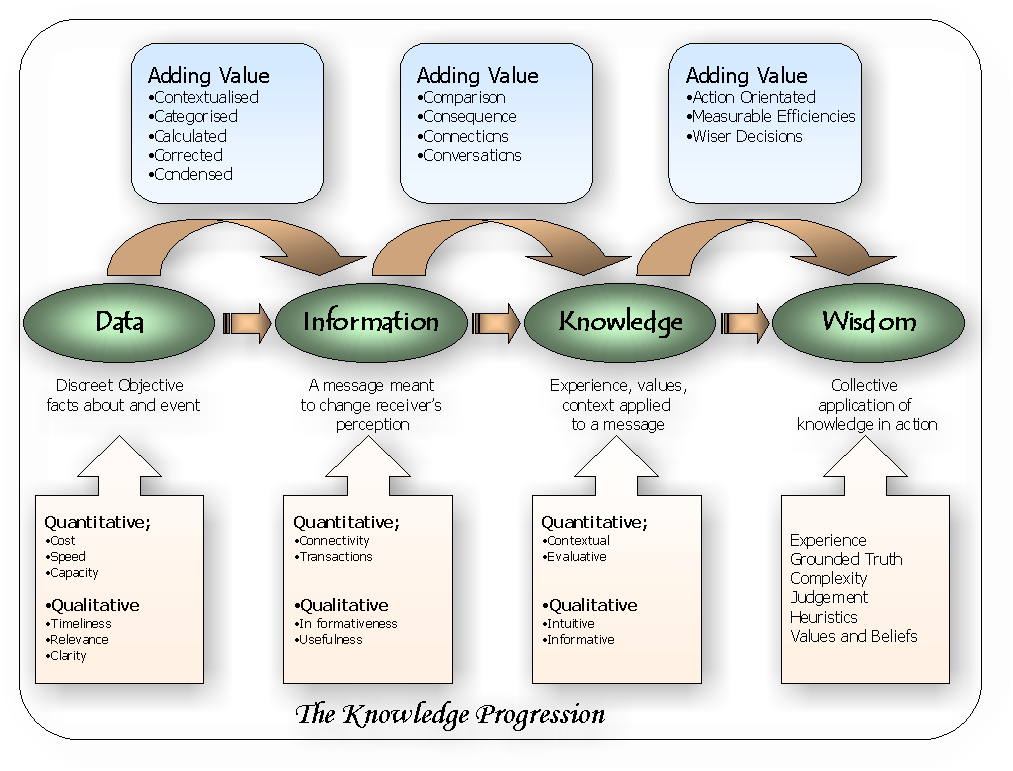 Adding Value
•Contextualised
•Categorised
•Calculated
•Corrected
•Condensed
Adding Value
•Comparison
•Consequence
•Connections
•Conversations
Adding Value
•Action Orientated
•Measurable Efficiencies
•Wiser Decisions
Data
Information
Knowledge
Wisdom
Discreet Objective
facts about and event
A message meant
to change receiver's
perception
Experience, values,
context applied
to a message
Collective
application of
knowledge in action
Quantitative;
•Cost
•Speed
•Capacity
•Qualitative
•Timeliness
•Relevance
•Clarity
Quantitative;
•Connectivity
•Transactions
•Qualitative
•In formativeness
•Usefulness
Quantitative;
•Contextual
•Evaluative
•Qualitative
•Intuitive
•Informative
Experience
Grounded Truth
Complexity
Judgement
Heuristics
Values and Beliefs
The Knowledge Progression